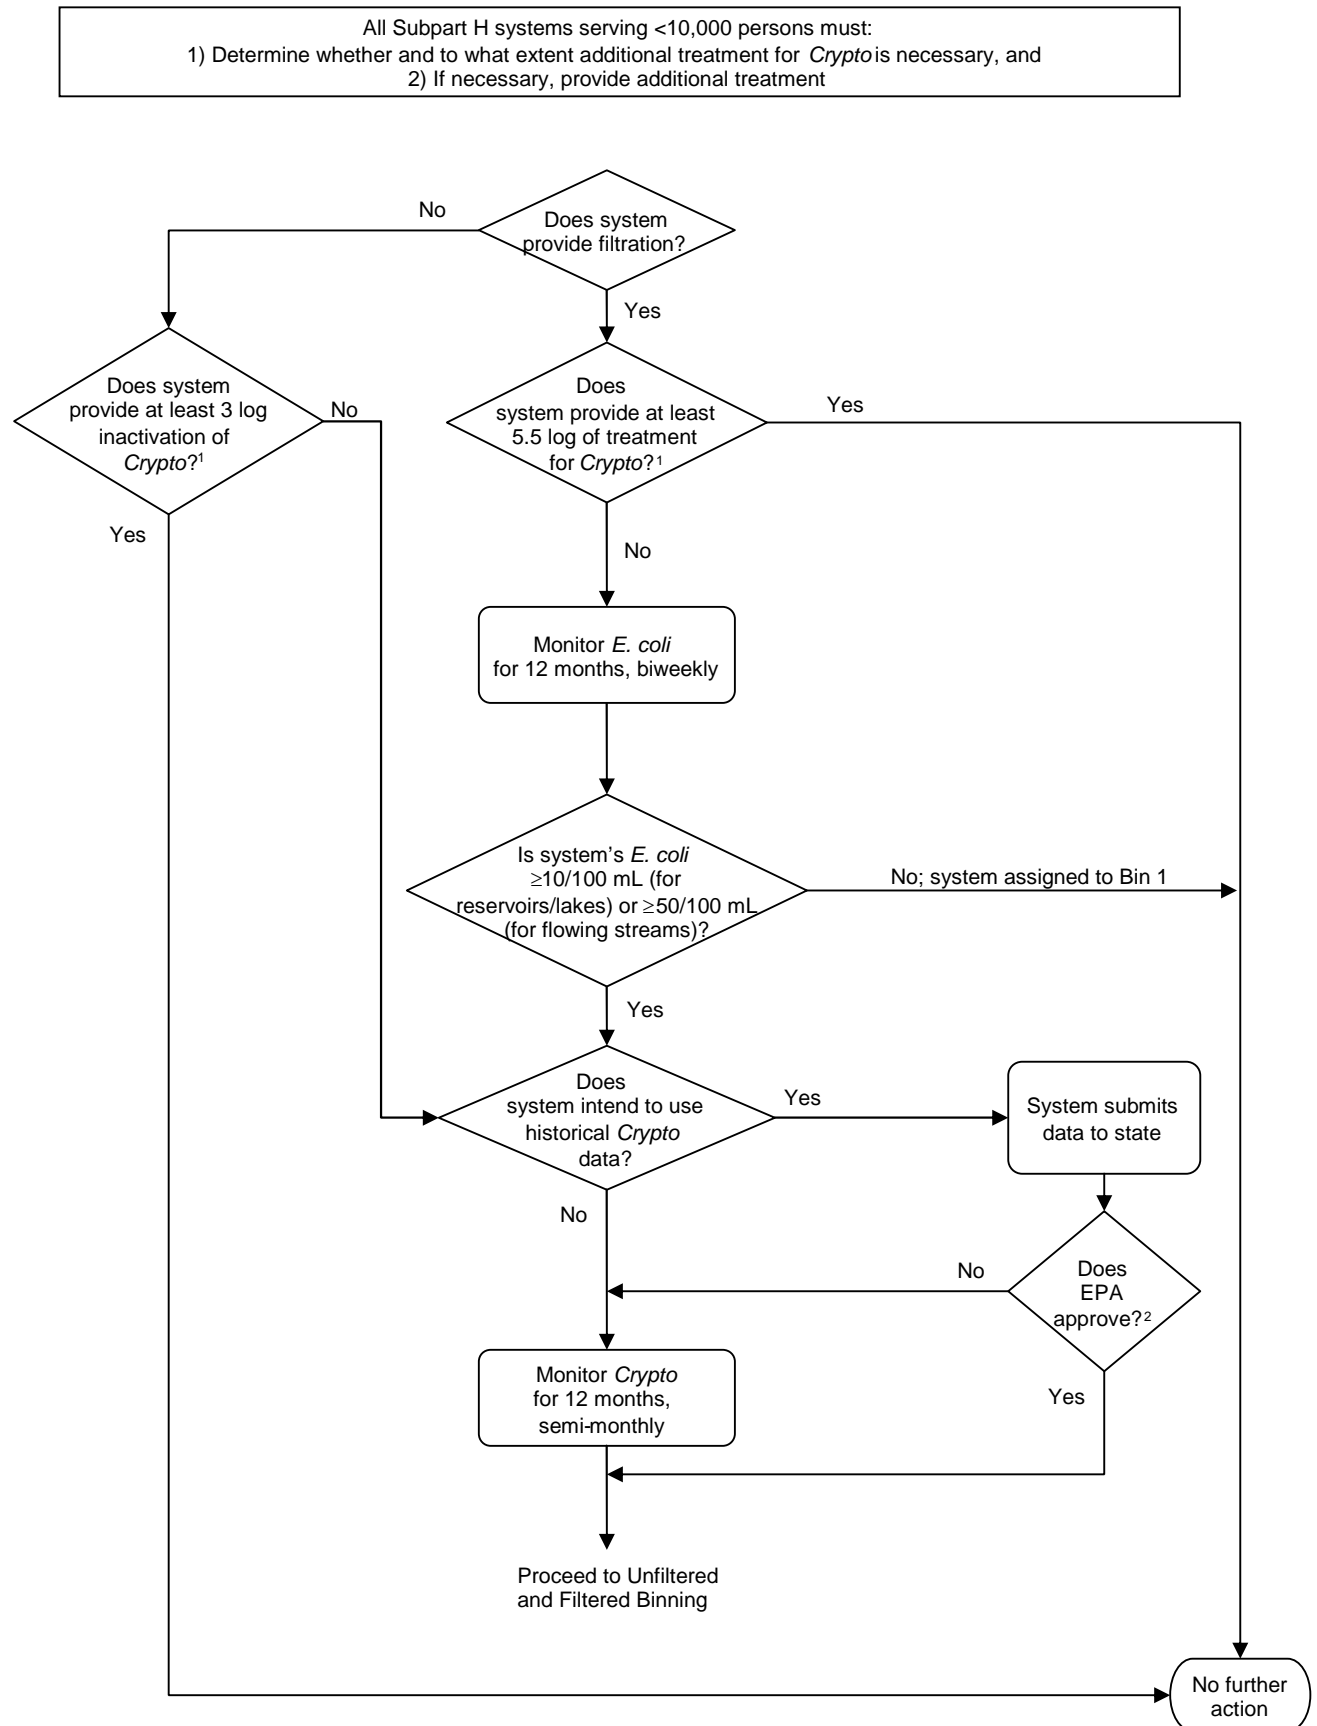 All Subpart H systems serving <10,000 persons must:
1) Determine whether and to what extent additional treatment for Crypto is necessary, and
2) If necessary, provide additional treatment
Does system
provide filtration?
No
Yes
Does system
provide at least 3 log
inactivation of
Crypto?¹
No
Yes
Does
system provide at least
5.5 log of treatment
for Crypto?¹
Yes
No
Monitor E. coli
for 12 months, biweekly
Is system’s E. coli
≥10/100 mL (for
reservoirs/lakes) or ≥50/100 mL
(for flowing streams)?
No; system assigned to Bin 1
Yes
Does
system intend to use
historical Crypto
data?
Yes
System submits
data to state
No
Does
EPA
approve?²
No
Yes
Monitor Crypto
for 12 months,
semi-monthly
Proceed to Unfiltered
and Filtered Binning
No further
action